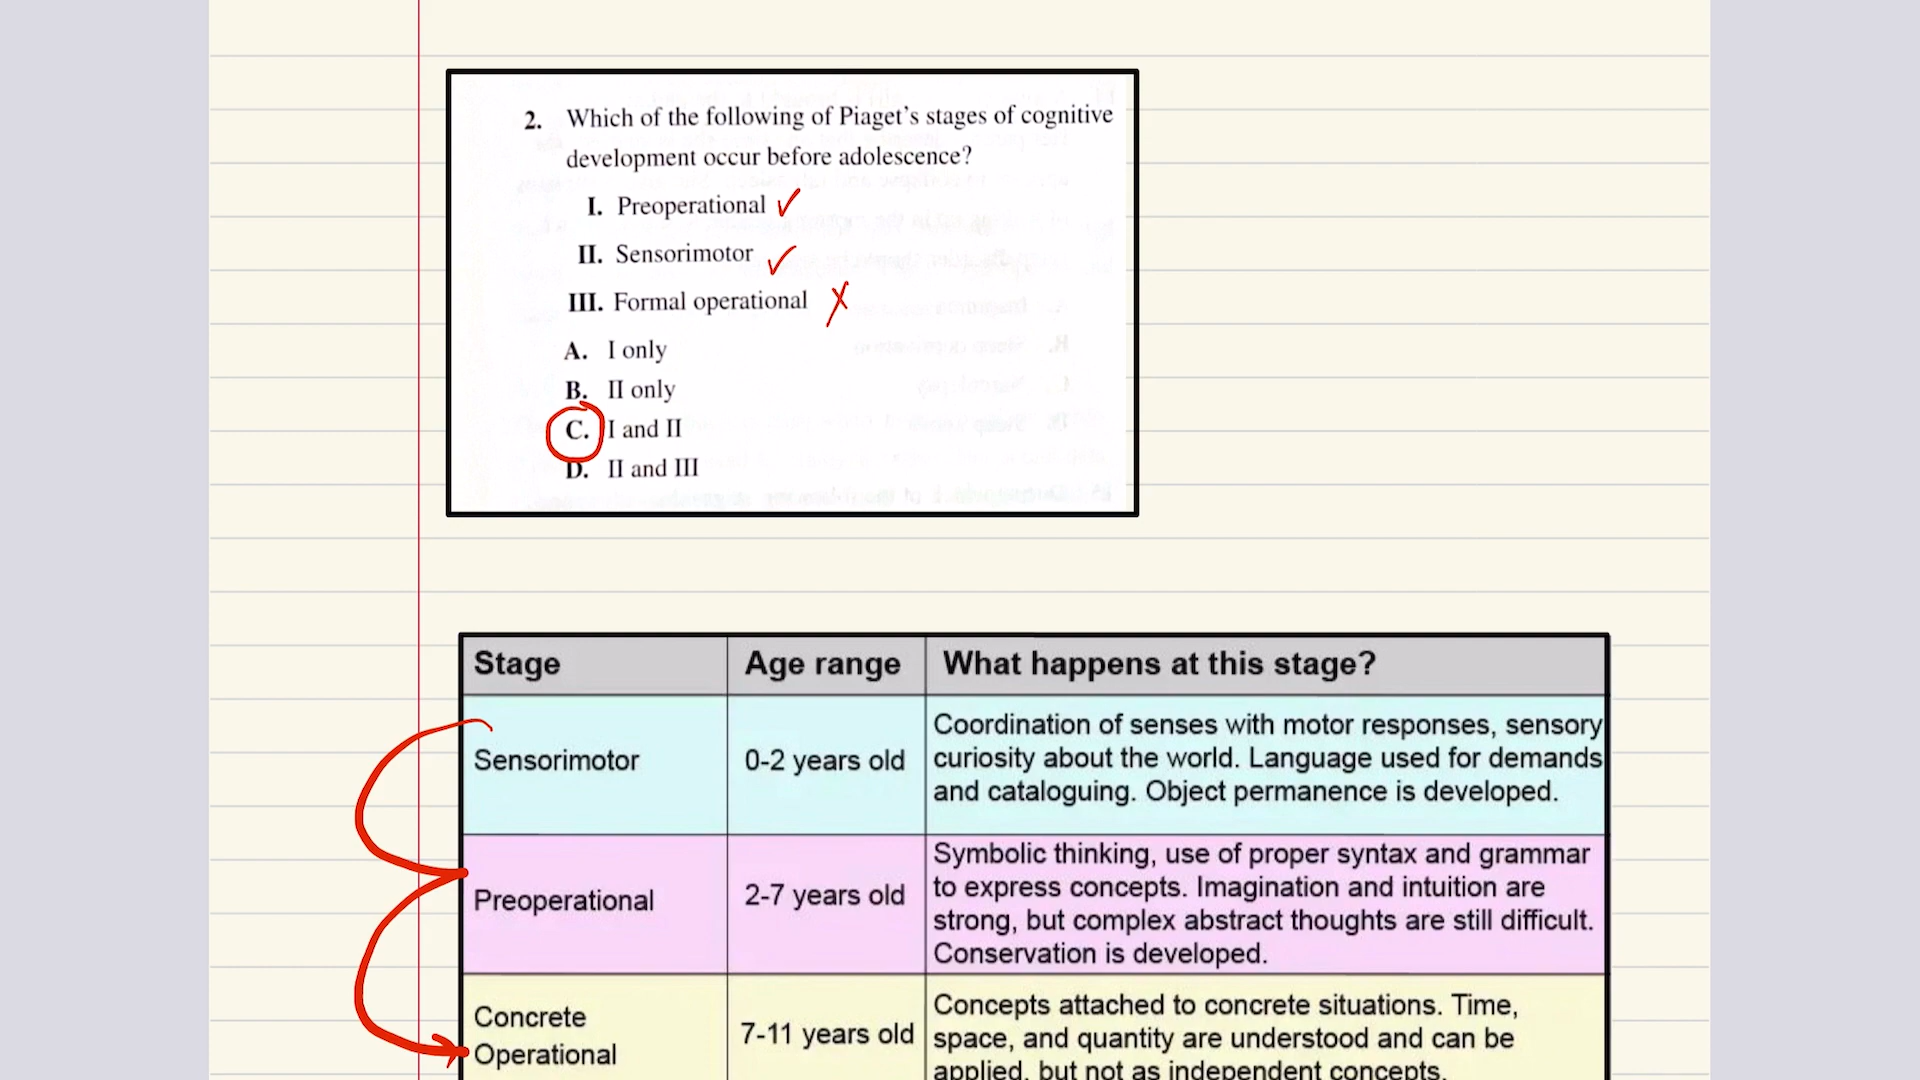 2. Which of the following of Piaget's stages of cognitive
development occur before adolescence?
I. Preoperational ✓
II. Sensorimotor ✓
III. Formal operational ✗
A. I only
B. II only
C. I and II
D. II and III
Stage Age range What happens at this stage?
Sensorimotor 0-2 years old
Coordination of senses with motor responses, sensory
curiosity about the world. Language used for demands
and cataloguing. Object permanence is developed.
Preoperational 2-7 years old
Symbolic thinking, use of proper syntax and grammar
to express concepts. Imagination and intuition are
strong, but complex abstract thoughts are still difficult.
Conservation is developed.
Concrete
Operational
7-11 years old
Concepts attached to concrete situations. Time,
space, and quantity are understood and can be
applied, but not as independent concepts.